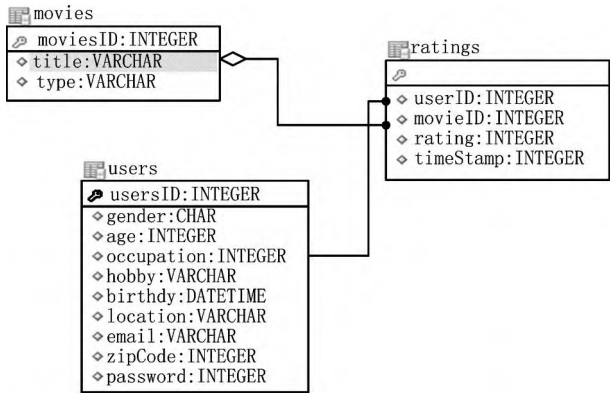 movies
moviesID:INTEGER
title:VARCHAR
type:VARCHAR
ratings
userID:INTEGER
movieID:INTEGER
rating:INTEGER
timeStamp:INTEGER
users
usersID:INTEGER
gender:CHAR
age:INTEGER
occupation:INTEGER
hobby:VARCHAR
birthdy:DATETIME
location:VARCHAR
email:VARCHAR
zipCode:INTEGER
password:INTEGER